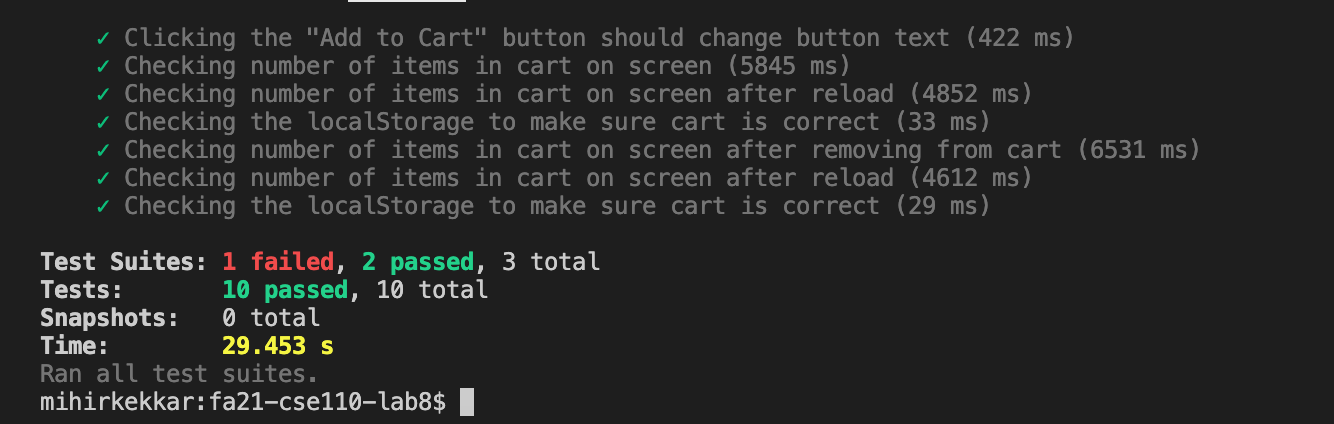 ✓ Clicking the "Add to Cart" button should change button text (422 ms)
✓ Checking number of items in cart on screen (5845 ms)
✓ Checking number of items in cart on screen after reload (4852 ms)
✓ Checking the localStorage to make sure cart is correct (33 ms)
✓ Checking number of items in cart on screen after removing from cart (6531 ms)
✓ Checking number of items in cart on screen after reload (4612 ms)
✓ Checking the localStorage to make sure cart is correct (29 ms)
Test Suites: 1 failed, 2 passed, 3 total
Tests: 10 passed, 10 total
Snapshots: 0 total
Time: 29.453 s
Ran all test suites.
mihirkekkar:fa21-cse110-lab8$